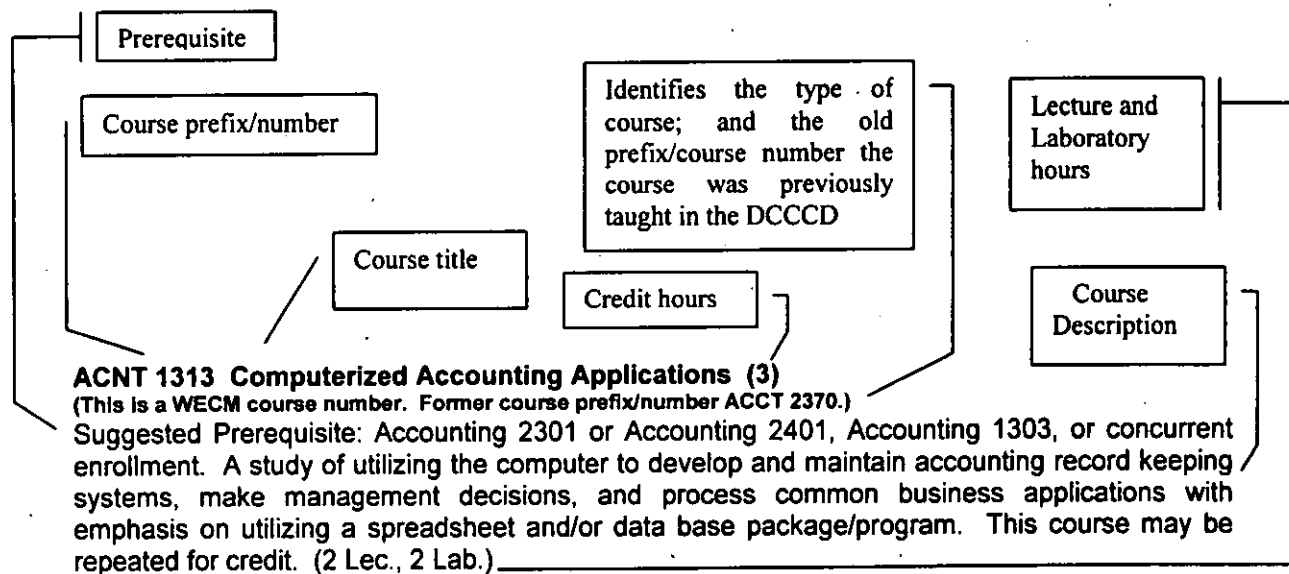 Prerequisite
Course prefix/number
Identifies the type of
course; and the old
prefix/course number the
course was previously
taught in the DCCCD
Lecture and
Laboratory
hours
Course title
Credit hours
Course
Description
ACNT 1313 Computerized Accounting Applications (3)
(This is a WECM course number. Former course prefix/number ACCT 2370.)
Suggested Prerequisite: Accounting 2301 or Accounting 2401, Accounting 1303, or concurrent
enrollment. A study of utilizing the computer to develop and maintain accounting record keeping
systems, make management decisions, and process common business applications with
emphasis on utilizing a spreadsheet and/or data base package/program. This course may be
repeated for credit. (2 Lec., 2 Lab.)